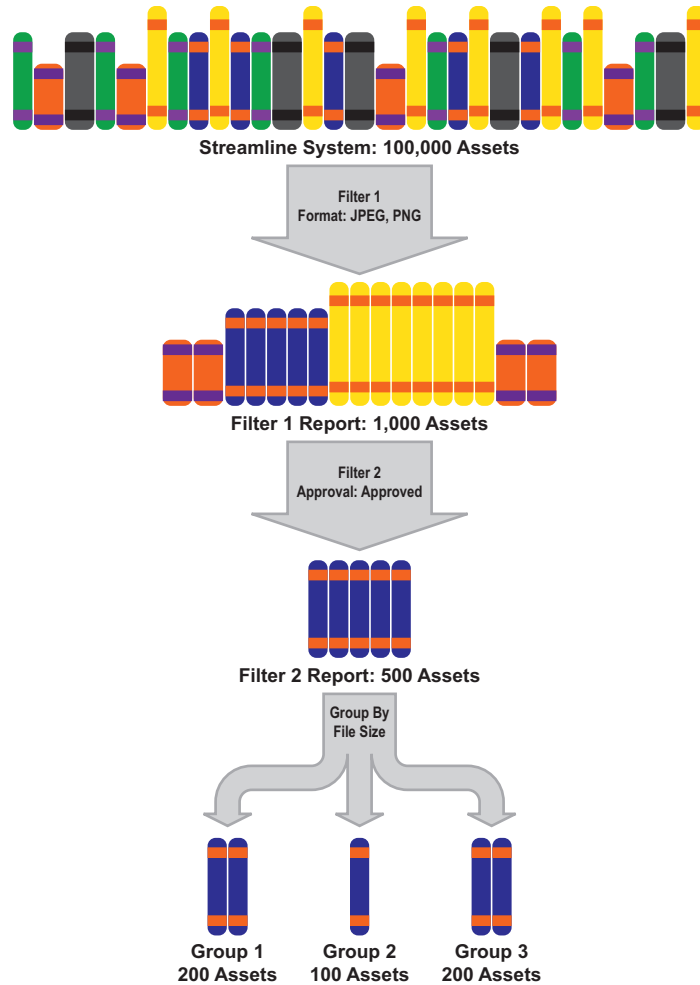 Streamline System: 100,000 Assets
Filter 1
Format: JPEG, PNG
Filter 1 Report: 1,000 Assets
Filter 2
Approval: Approved
Filter 2 Report: 500 Assets
Group By
File Size
Group 1
200 Assets
Group 2
100 Assets
Group 3
200 Assets